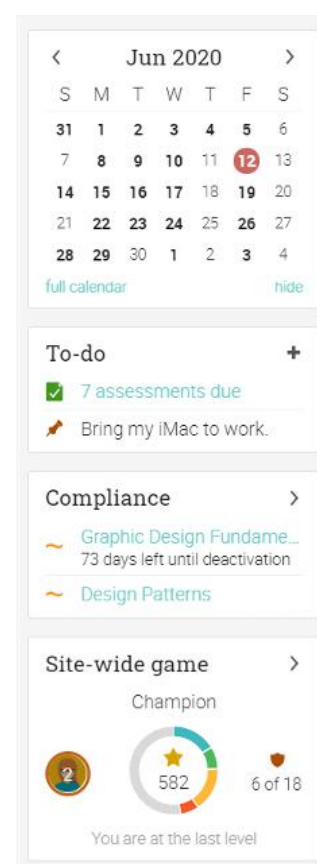 Jun 2020
S M T W T F S
31 1 2 3 4 5 6
7 8 9 10 11 12 13
14 15 16 17 18 19 20
21 22 23 24 25 26 27
28 29 30 1 2 3 4
full calendar hide
To-do +
7 assessments due
Bring my iMac to work.
Compliance
Graphic Design Fundame...
73 days left until deactivation
Design Patterns
Site-wide game
Champion
2 582 6 of 18
You are at the last level